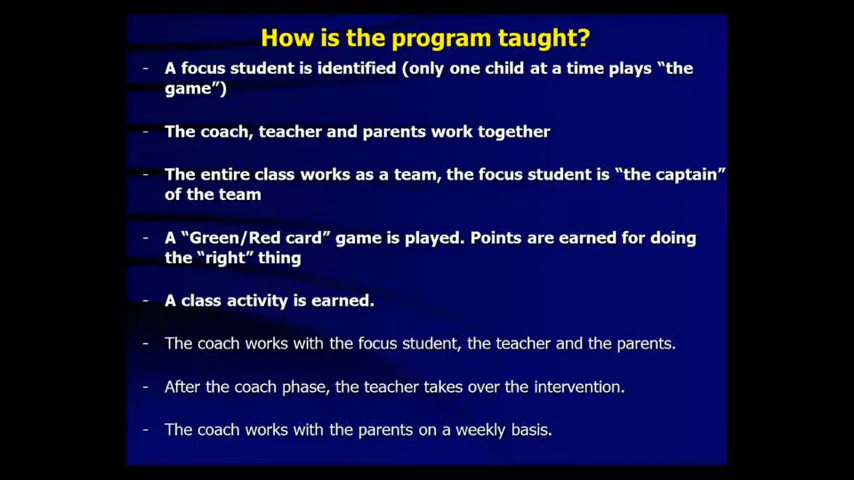 How is the program taught?
- A focus student is identified (only one child at a time plays “the
game”)
- The coach, teacher and parents work together
- The entire class works as a team, the focus student is “the captain”
of the team
- A “Green/Red card” game is played. Points are earned for doing
the “right” thing
- A class activity is earned.
- The coach works with the focus student, the teacher and the parents.
- After the coach phase, the teacher takes over the intervention.
- The coach works with the parents on a weekly basis.